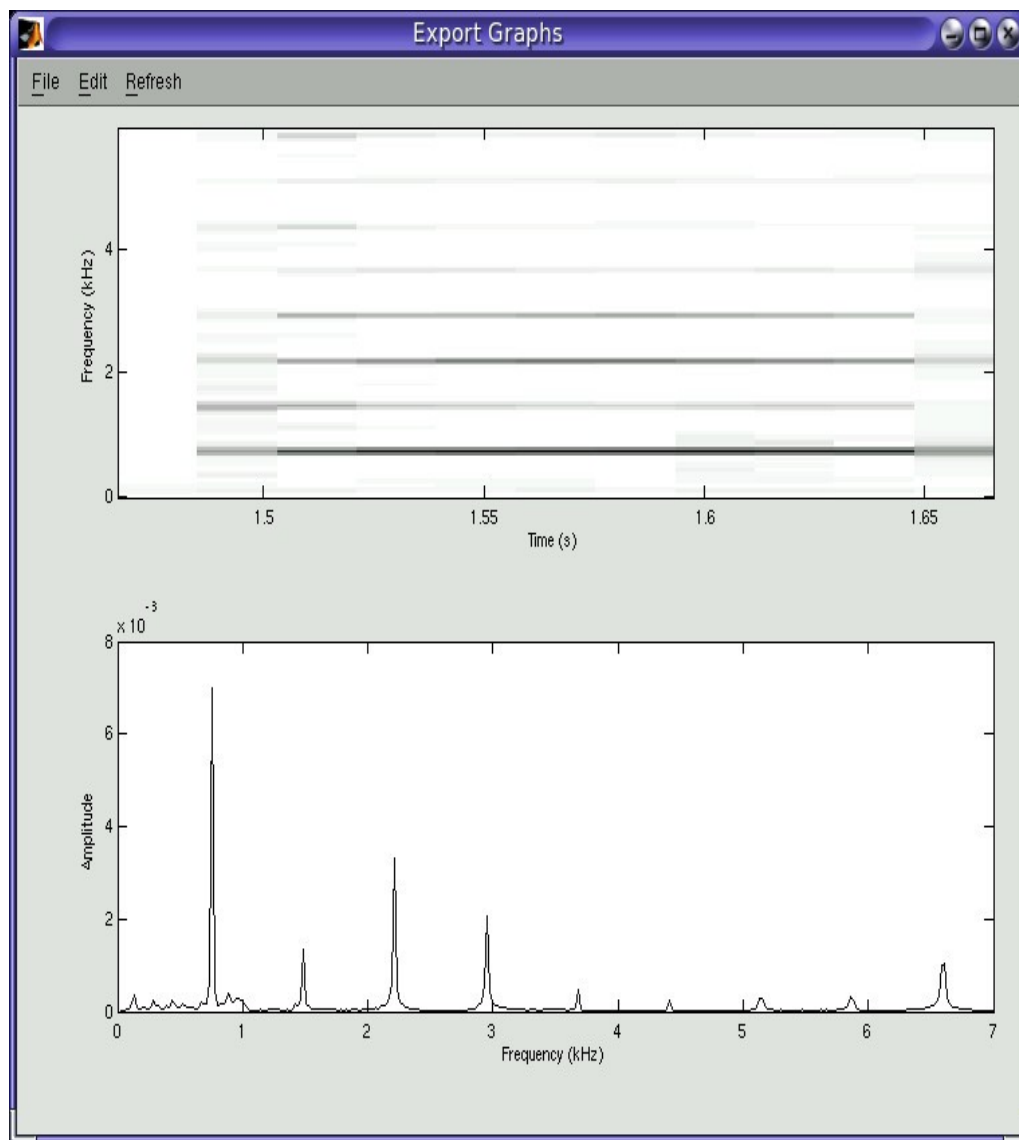 Export Graphs
File Edit Refresh
4
2
0
Frequency (kHz)
1.5 1.55 1.6 1.65
Time (s)
x 10
-3
8
6
4
2
0
Amplitude
0 1 2 3 4 5 6 7
Frequency (kHz)